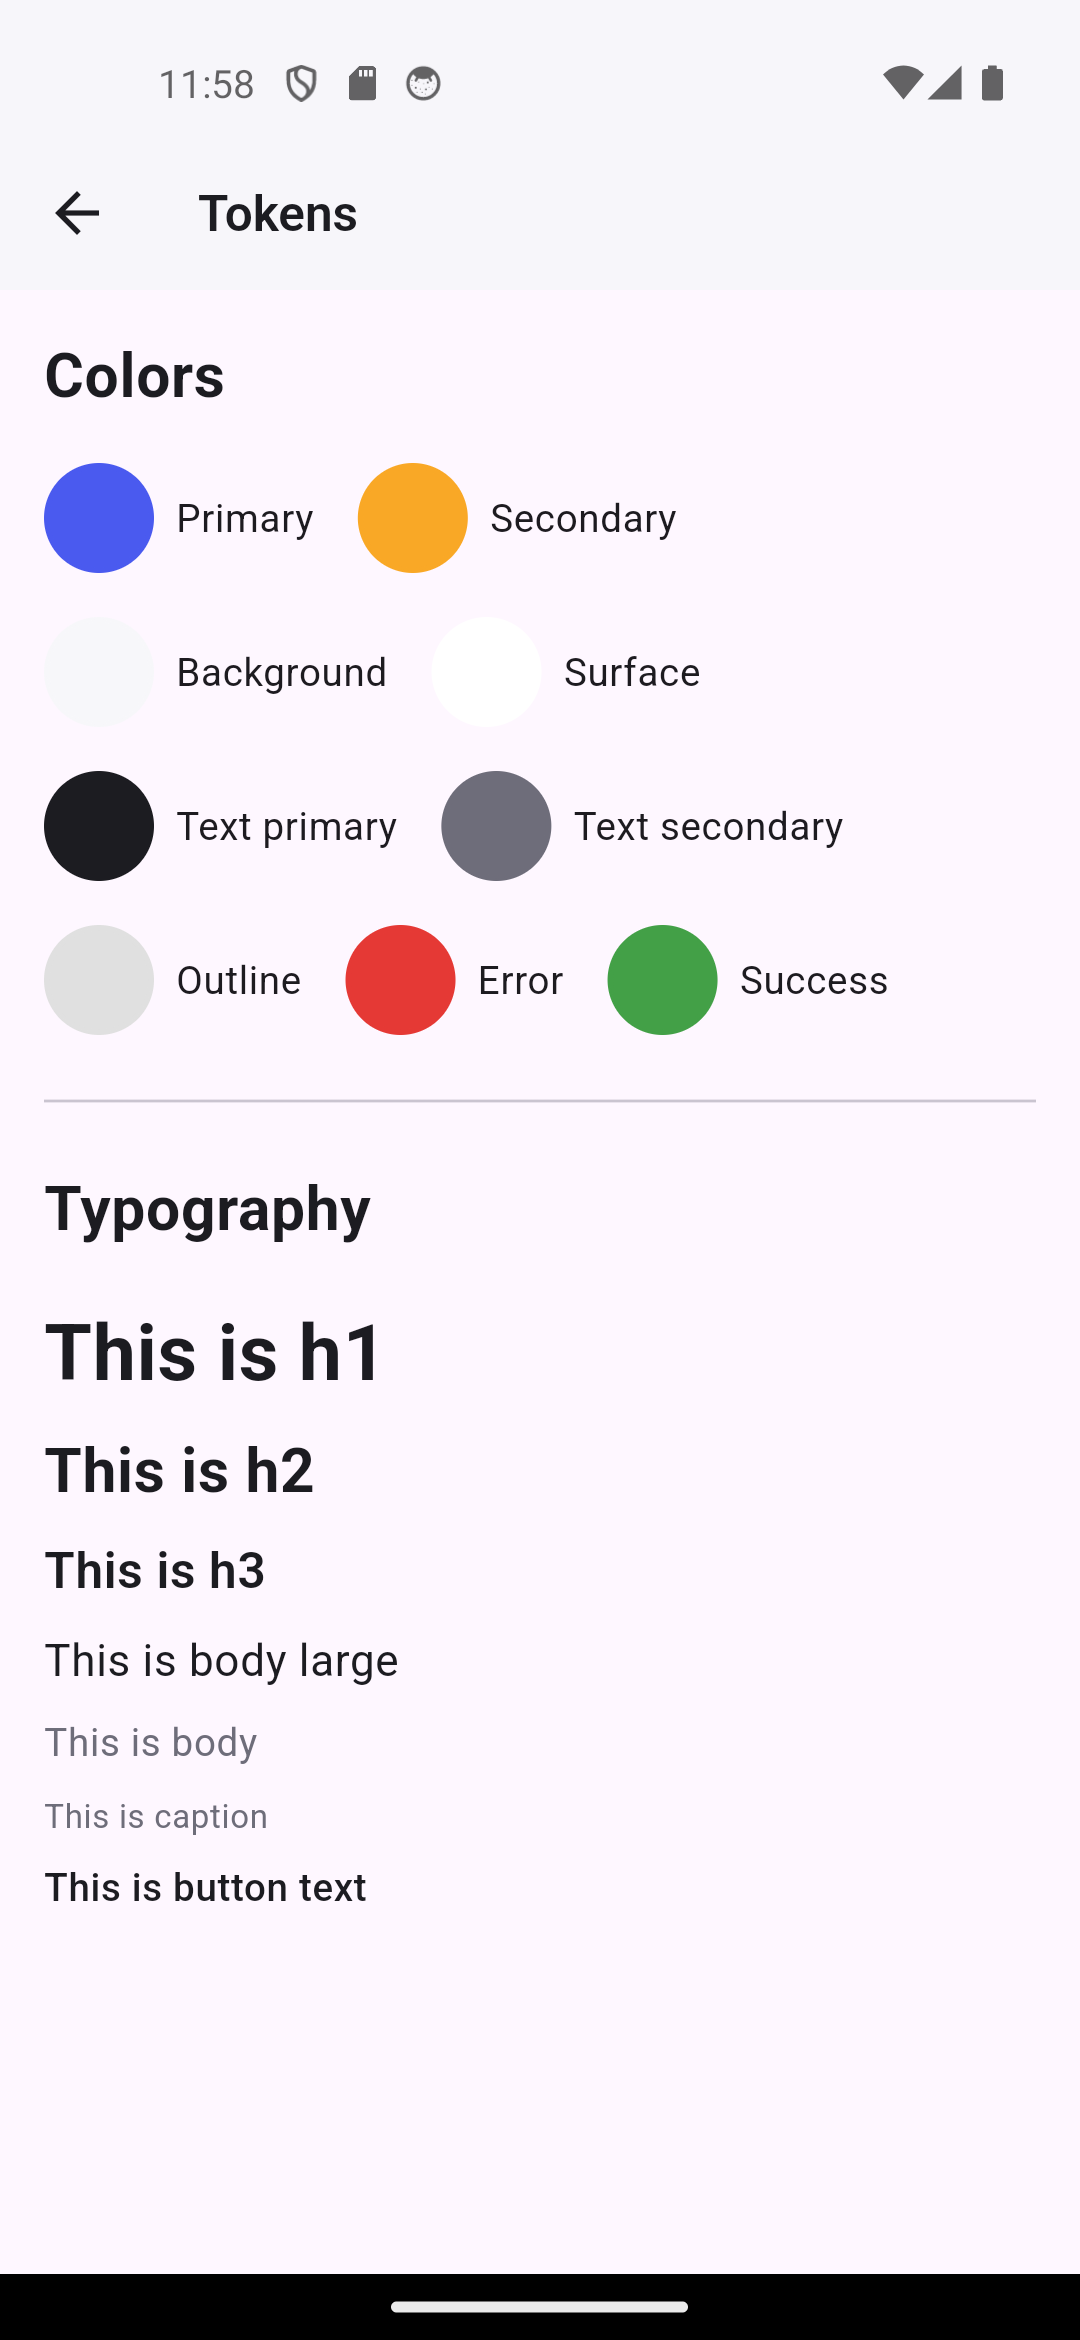 11:58
Tokens
Colors
Primary Secondary
Background Surface
Text primary Text secondary
Outline Error Success
Typography
This is h1
This is h2
This is h3
This is body large
This is body
This is caption
This is button text